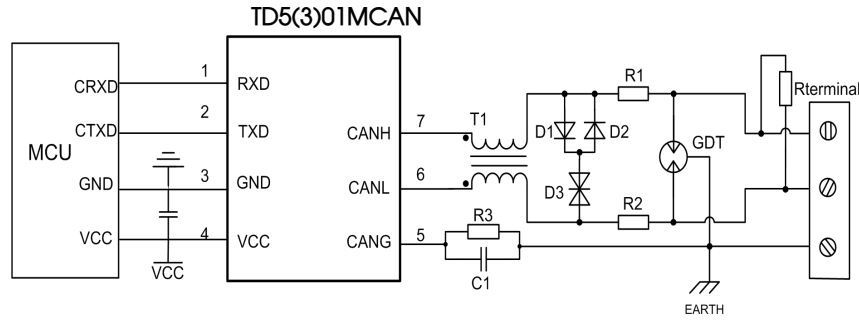 TD5(3)01MCAN
MCU
CRXD
CTXD
GND
VCC
1
2
3
4
VCC
RXD
TXD
GND
VCC
CANH
CANL
CANG
7
6
5
T1
D1
D2
D3
R1
R2
R3
C1
GDT
Rterminal
EARTH